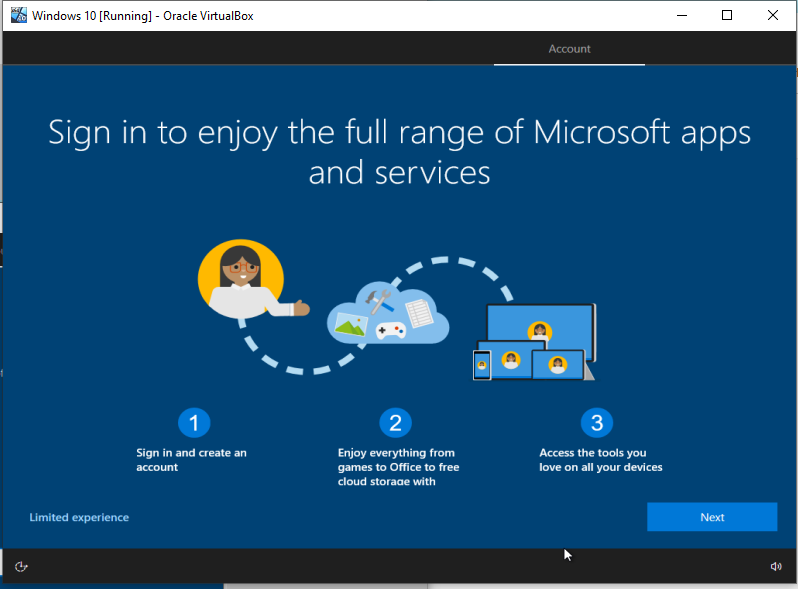 Windows 10 [Running] - Oracle VirtualBox
Account
Sign in to enjoy the full range of Microsoft apps
and services
1
Sign in and create an
account
2
Enjoy everything from
games to Office to free
cloud storage with
3
Access the tools you
love on all your devices
Limited experience
Next